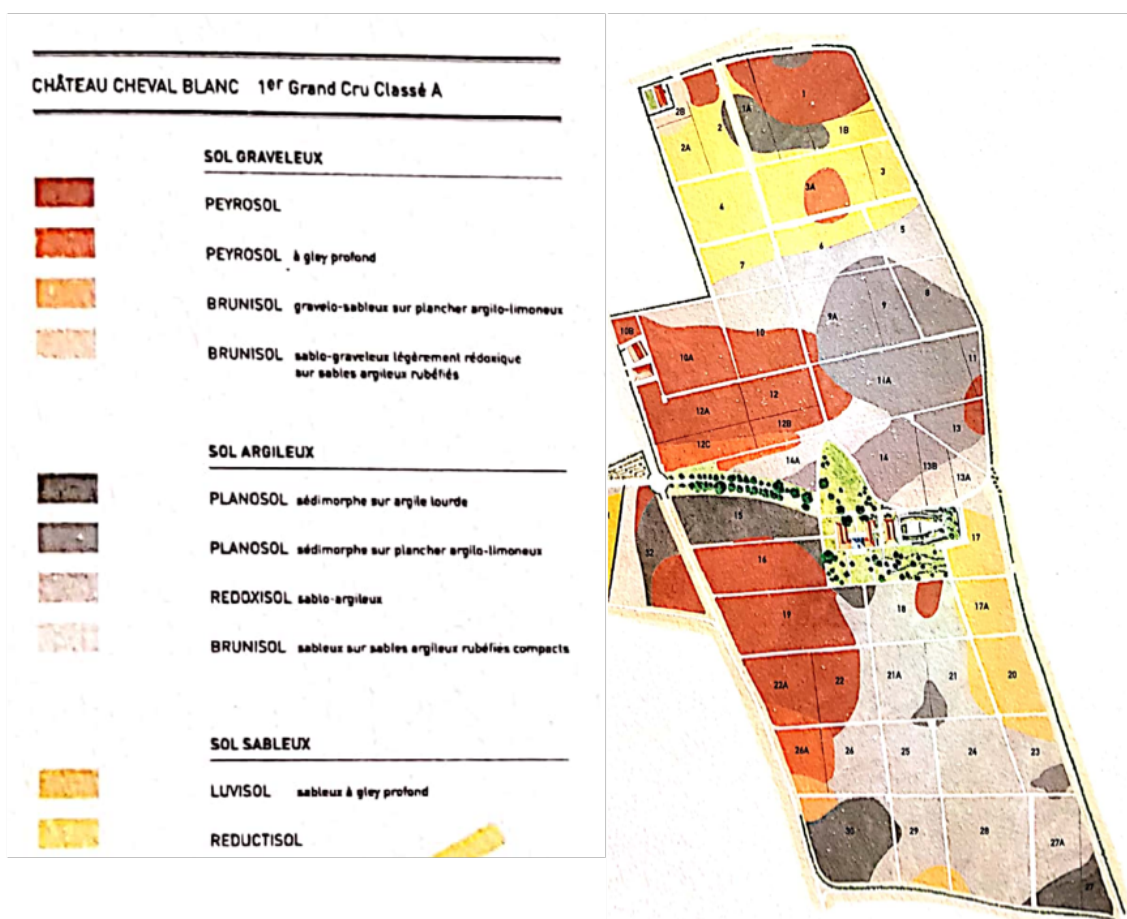 CHÂTEAU CHEVAL BLANC 1er Grand Cru Classé A
SOL GRAVELEUX
PEYROSOL
PEYROSOL à gley profond
BRUNISOL gravelo-sableux sur plancher argilo-limoneux
BRUNISOL sablo-graveleux légèrement rédoxique
sur sables argileux rubéfiés
SOL ARGILEUX
PLANOSOL sédimorphe sur argile lourde
PLANOSOL sédimorphe sur plancher argilo-limoneux
REDOXISOL sablo-argileux
BRUNISOL sableux sur sables argileux rubéfiés compacts
SOL SABLEUX
LUVISOL sableux à gley profond
REDUCTISOL
1
2B
1A
2
1B
2A
3
3A
4
5
6
7
8
9
9A
10B
10
10A
11
11A
12
12A
12B
12C
13
14
14A
13B
13A
15
17
32
16
17A
18
19
20
21A
21
22
22A
23
24
25
26
26A
27A
28
29
30
27